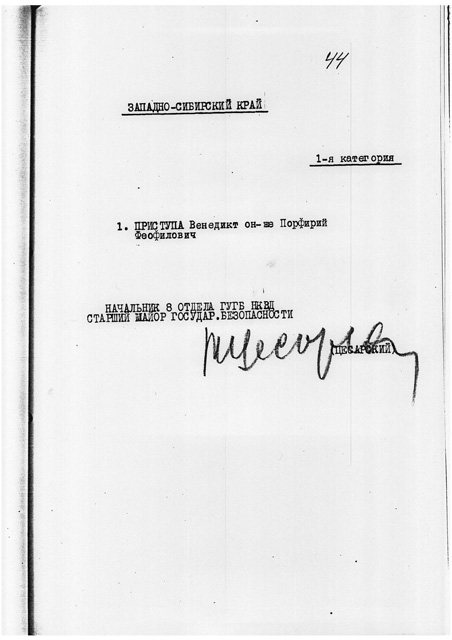 44
ЗАПАДНО-СИБИРСКИЙ КРАЙ
1-я категория
1. ПРИСТУПА Венедикт он-же Порфирий
Феофилович
НАЧАЛЬНИК 8 ОТДЕЛА ГУГБ НКВД
СТАРШИЙ МАЙОР ГОСУДАР.БЕЗОПАСНОСТИ
ЦЕСАРСКИЙ